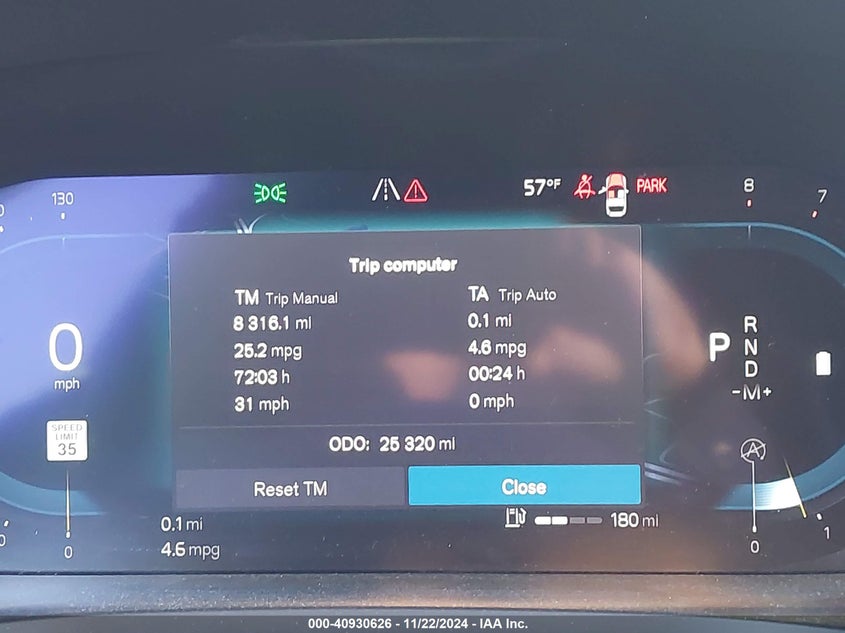 130
57°F
PARK
8
7
Trip computer
TM Trip Manual
8 316.1 mi
25.2 mpg
72:03 h
31 mph
TA Trip Auto
0.1 mi
4.6 mpg
00:24 h
0 mph
ODO: 25 320 mi
Reset TM
Close
0
mph
SPEED
LIMIT
35
P
R
N
D
-M+
A
0.1 mi
4.6 mpg
180 mi
0
0
0
1
000-40930626 - 11/22/2024 - IAA Inc.